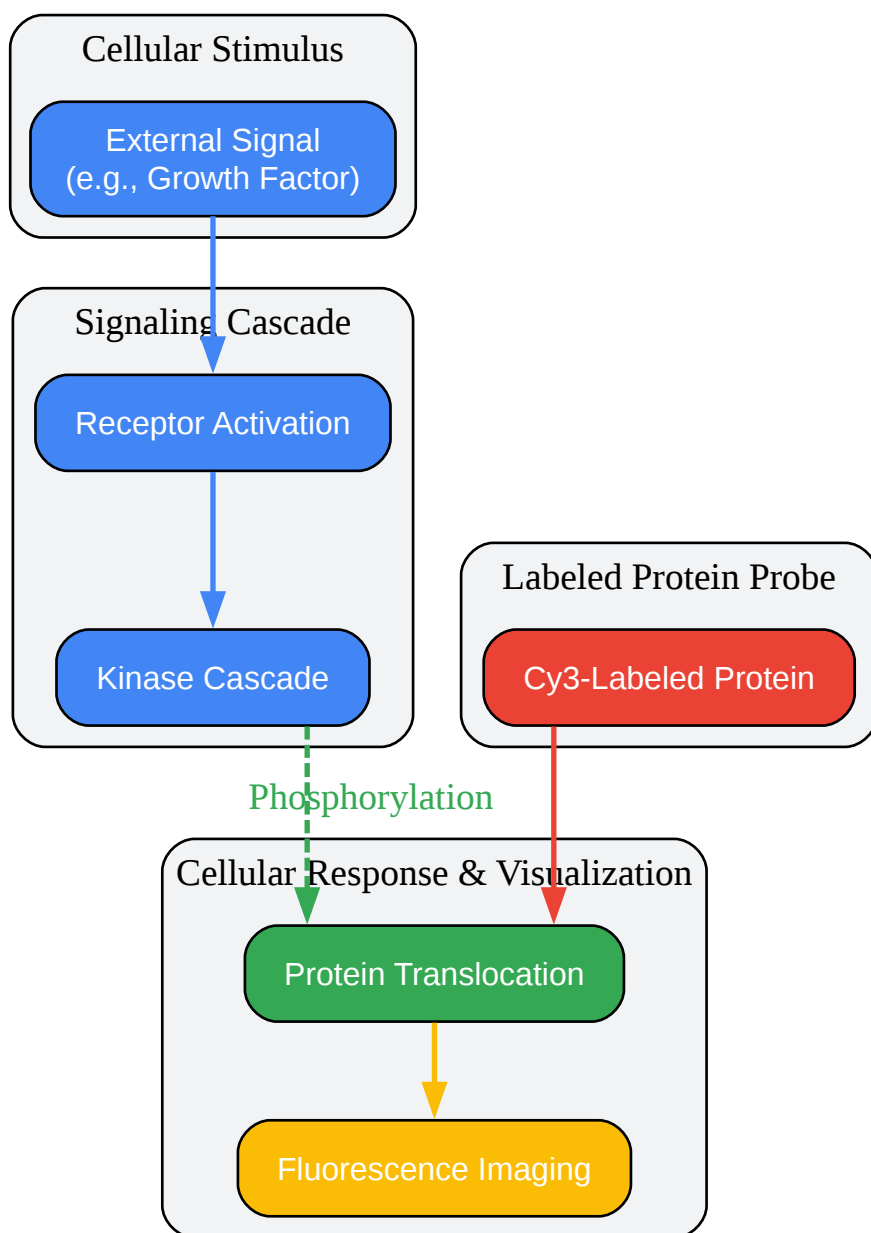 Cellular Stimulus
External Signal
(e.g., Growth Factor)
Signaling Cascade
Receptor Activation
Labeled Protein Probe
Kinase Cascade
Cy3-Labeled Protein
Phosphorylation
Cellular Response & Visualization
Protein Translocation
Fluorescence Imaging